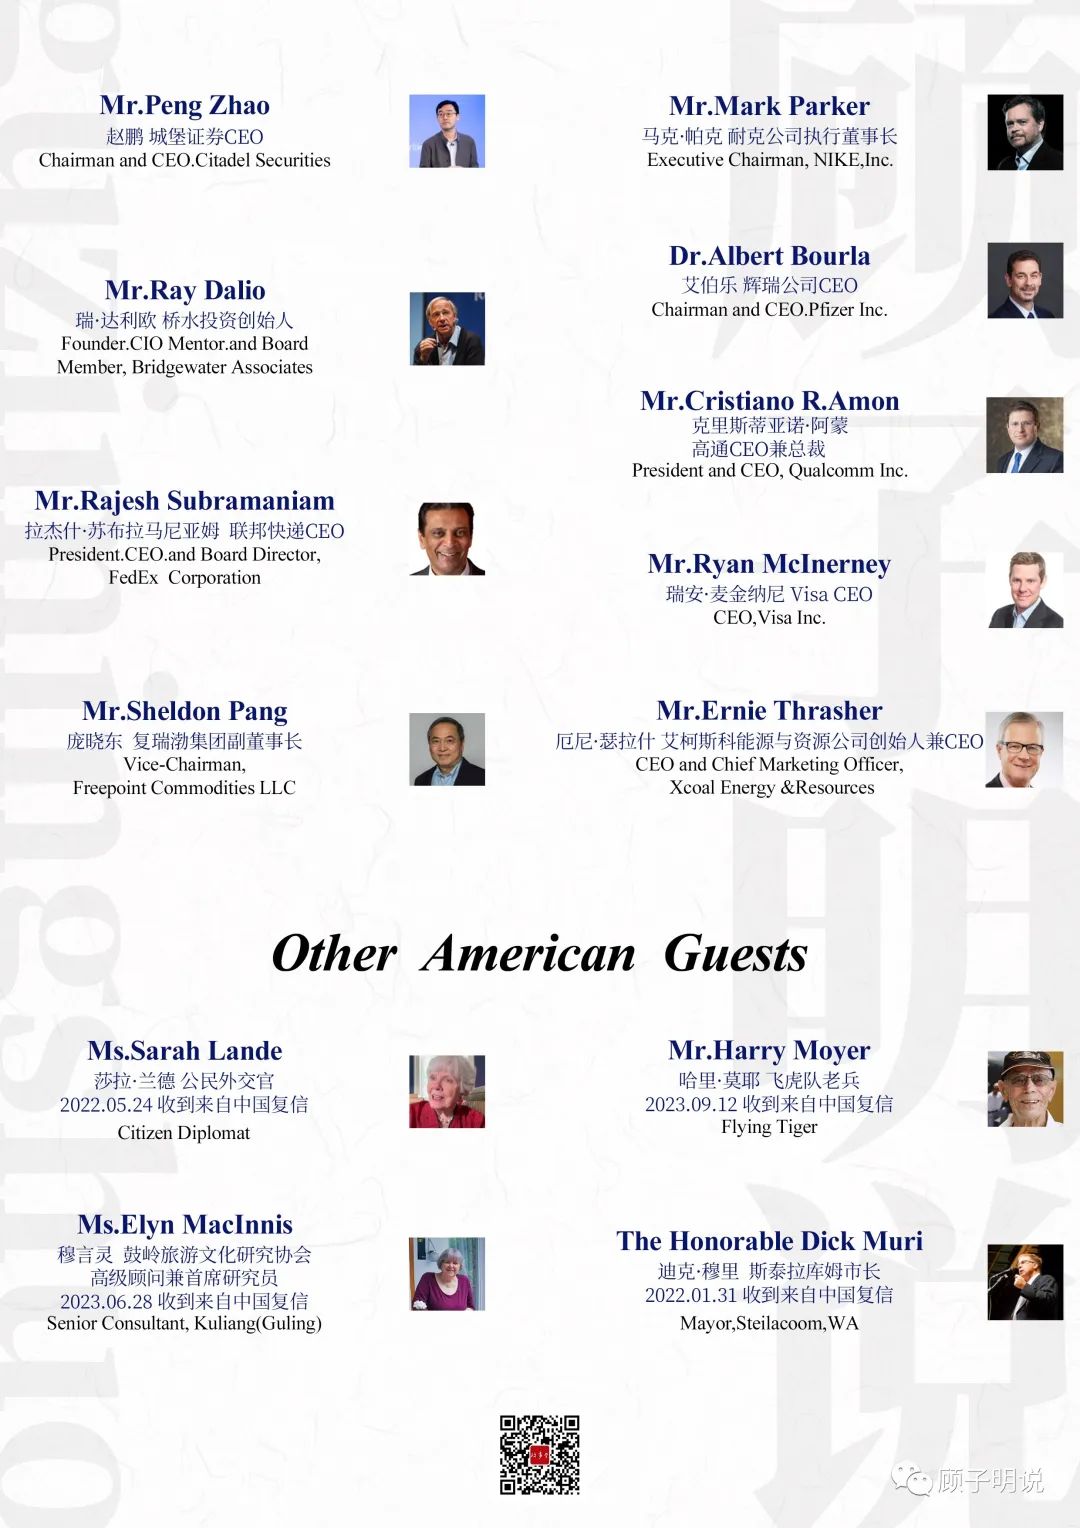 Mr.Peng Zhao
赵鹏 城堡证券CEO
Chairman and CEO.Citadel Securities
Mr.Ray Dalio
瑞·达利欧 桥水投资创始人
Founder.CIO Mentor.and Board
Member, Bridgewater Associates
Mr.Rajesh Subramaniam
拉杰什·苏布拉马尼亚姆 联邦快递CEO
President.CEO.and Board Director,
FedEx Corporation
Mr.Sheldon Pang
庞晓东 复瑞渤集团副董事长
Vice-Chairman,
Freepoint Commodities LLC
Mr.Mark Parker
马克·帕克 耐克公司执行董事长
Executive Chairman, NIKE,Inc.
Dr.Albert Bourla
艾伯乐 辉瑞公司CEO
Chairman and CEO.Pfizer Inc.
Mr.Cristiano R.Amon
克里斯蒂亚诺·阿蒙
高通CEO兼总裁
President and CEO, Qualcomm Inc.
Mr.Ryan McInerney
瑞安·麦金纳尼 Visa CEO
CEO,Visa Inc.
Mr.Ernie Thrasher
厄尼·瑟拉什 艾柯斯科能源与资源公司创始人兼CEO
CEO and Chief Marketing Officer,
Xcoal Energy &Resources
Other American Guests
Ms.Sarah Lande
莎拉·兰德 公民外交官
2022.05.24 收到来自中国复信
Citizen Diplomat
Ms.Elyn MacInnis
穆言灵 鼓岭旅游文化研究协会
高级顾问兼首席研究员
2023.06.28 收到来自中国复信
Senior Consultant, Kuliang(Guling)
Mr.Harry Moyer
哈里·莫耶 飞虎队老兵
2023.09.12 收到来自中国复信
Flying Tiger
The Honorable Dick Muri
迪克·穆里 斯泰拉库姆市长
2022.01.31 收到来自中国复信
Mayor,Steilacoom,WA
顾子明说
顾子明说